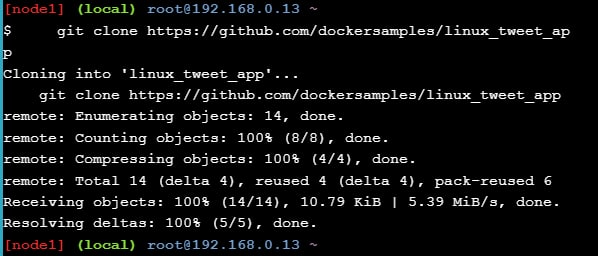 [node1] (local) root@192.168.0.13 ~
$     git clone https://github.com/dockersamples/linux_tweet_ap
p
Cloning into 'linux_tweet_app'...
    git clone https://github.com/dockersamples/linux_tweet_app
remote: Enumerating objects: 14, done.
remote: Counting objects: 100% (8/8), done.
remote: Compressing objects: 100% (4/4), done.
remote: Total 14 (delta 4), reused 4 (delta 4), pack-reused 6
Receiving objects: 100% (14/14), 10.79 KiB | 5.39 MiB/s, done.
Resolving deltas: 100% (5/5), done.
[node1] (local) root@192.168.0.13 ~